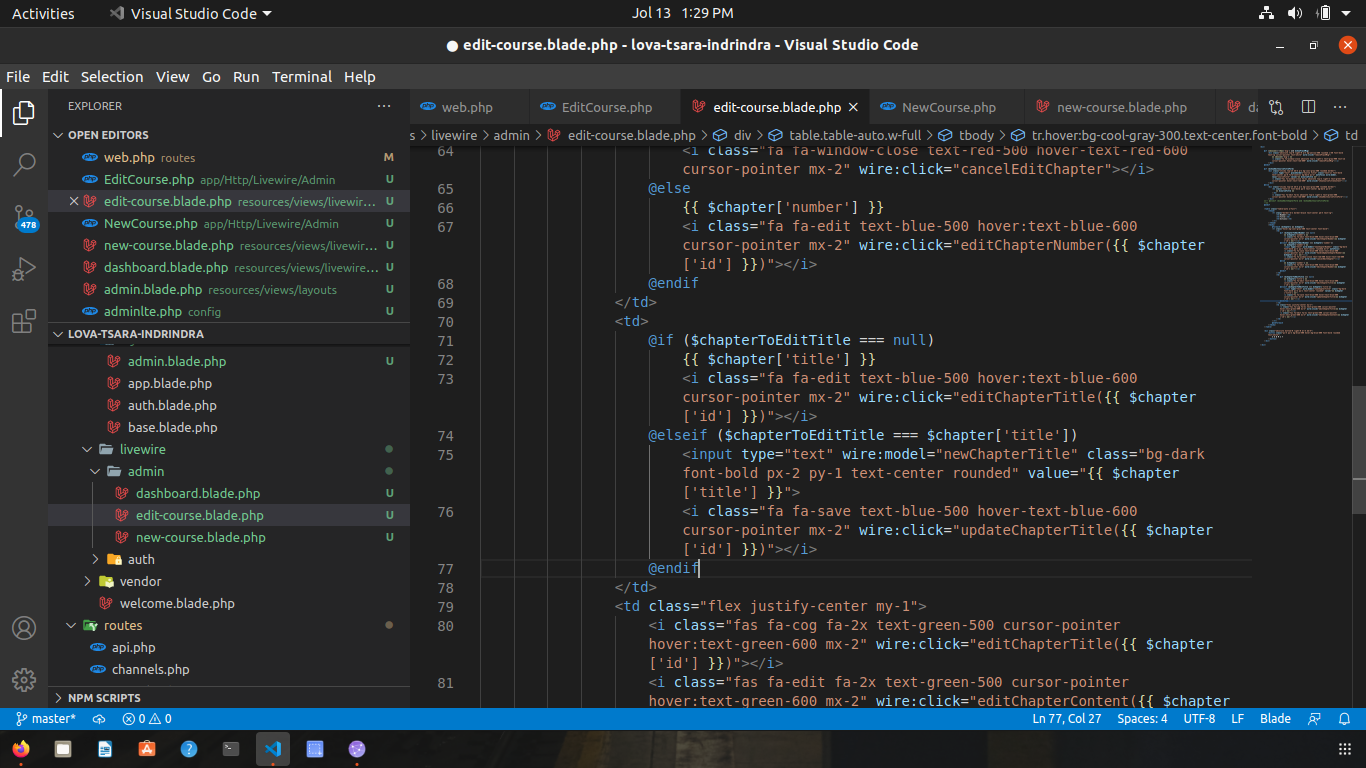 Activities
Visual Studio Code
Jol 13 1:29 PM
● edit-course.blade.php - lova-tsara-indrindra - Visual Studio Code
File Edit Selection View Go Run Terminal Help
EXPLORER
OPEN EDITORS
web.php routes M
EditCourse.php app/Http/Livewire/Admin U
edit-course.blade.php resources/views/livewir... U
NewCourse.php app/Http/Livewire/Admin U
new-course.blade.php resources/views/livewir... U
dashboard.blade.php resources/views/livewire... U
admin.blade.php resources/views/layouts U
adminlte.php config U
LOVA-TSARA-INDRINDRA
admin.blade.php U
app.blade.php
auth.blade.php
base.blade.php
livewire
admin
dashboard.blade.php U
edit-course.blade.php U
new-course.blade.php U
auth
vendor
welcome.blade.php
routes
api.php
channels.php
NPM SCRIPTS
478
web.php EditCourse.php edit-course.blade.php NewCourse.php new-course.blade.php da
s > livewire > admin > edit-course.blade.php > div > table.table-auto.w-full > tbody > tr.hover:bg-cool-gray-300.text-center.font-bold > td
64 <i class="fa fa-window-close text-red-500 hover-text-red-600
cursor-pointer mx-2" wire:click="cancelEditChapter"></i>
65 @else
66 {{ $chapter['number'] }}
67 <i class="fa fa-edit text-blue-500 hover:text-blue-600
cursor-pointer mx-2" wire:click="editChapterNumber({{ $chapter
['id'] }})"></i>
68 @endif
69 </td>
70 <td>
71 @if ($chapterToEditTitle === null)
72 {{ $chapter['title'] }}
73 <i class="fa fa-edit text-blue-500 hover:text-blue-600
cursor-pointer mx-2" wire:click="editChapterTitle({{ $chapter
['id'] }})"></i>
74 @elseif ($chapterToEditTitle === $chapter['title'])
75 <input type="text" wire:model="newChapterTitle" class="bg-dark
font-bold px-2 py-1 text-center rounded" value="{{ $chapter
['title'] }}">
76 <i class="fa fa-save text-blue-500 hover-text-blue-600
cursor-pointer mx-2" wire:click="updateChapterTitle({{ $chapter
['id'] }})"></i>
77 @endif
78 </td>
79 <td class="flex justify-center my-1">
80 <i class="fas fa-cog fa-2x text-green-500 cursor-pointer
hover:text-green-600 mx-2" wire:click="editChapterTitle({{ $chapter
['id'] }})"></i>
81 <i class="fas fa-edit fa-2x text-green-500 cursor-pointer
hover:text-green-600 mx-2" wire:click="editChapterContent({{ $chapter
master* 0 0 Ln 77, Col 27 Spaces: 4 UTF-8 LF Blade